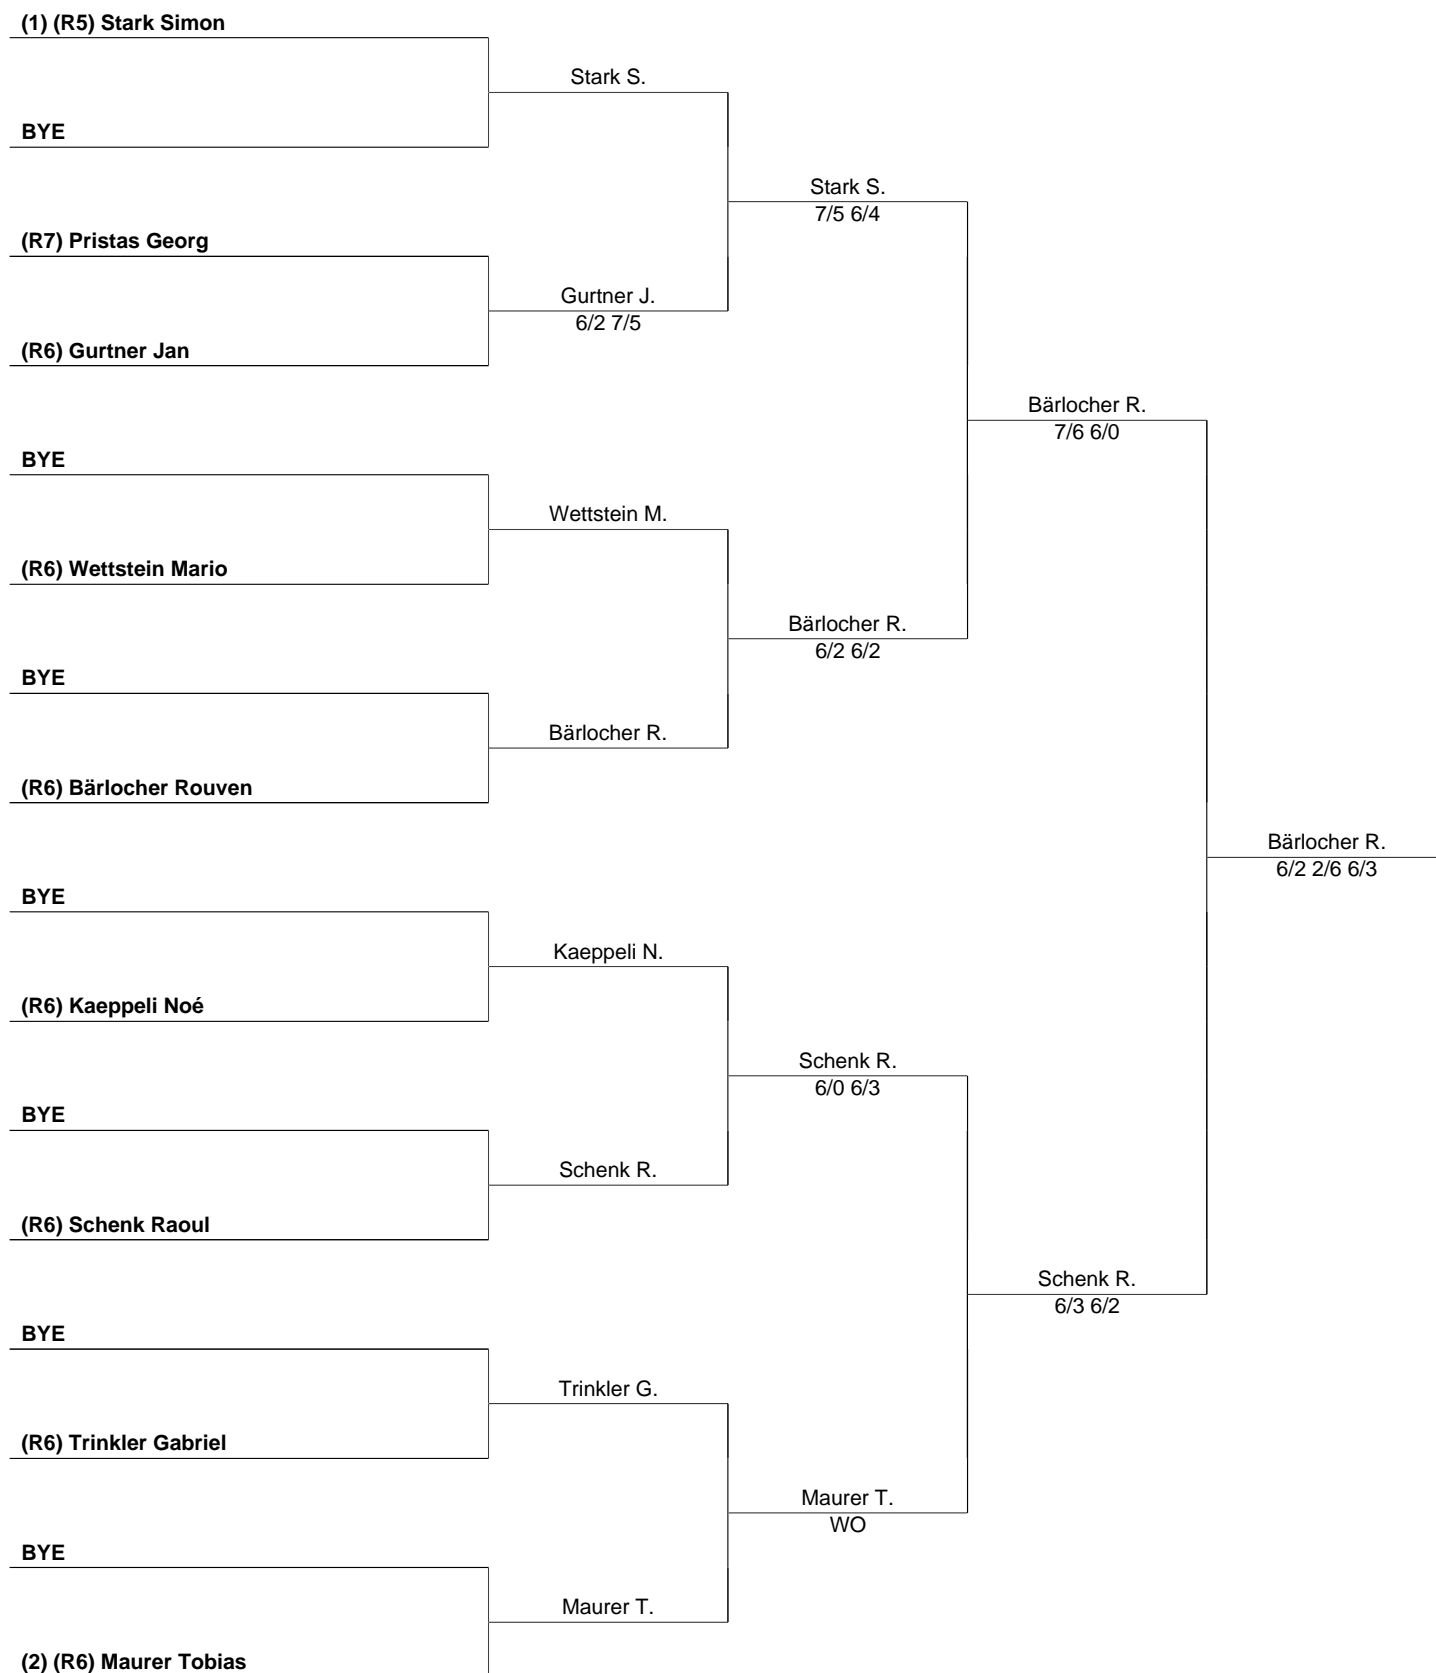 (1) (R5) Stark Simon
Stark S.
BYE
Stark S.
7/5 6/4
(R7) Pristas Georg
Gurtner J.
6/2 7/5
(R6) Gurtner Jan
Bärlocher R.
7/6 6/0
BYE
Wettstein M.
(R6) Wettstein Mario
Bärlocher R.
6/2 6/2
BYE
Bärlocher R.
(R6) Bärlocher Rouven
Bärlocher R.
6/2 2/6 6/3
BYE
Kaeppeli N.
(R6) Kaeppeli Noé
Schenk R.
6/0 6/3
BYE
Schenk R.
(R6) Schenk Raoul
Schenk R.
6/3 6/2
BYE
Trinkler G.
(R6) Trinkler Gabriel
Maurer T.
WO
BYE
Maurer T.
(2) (R6) Maurer Tobias